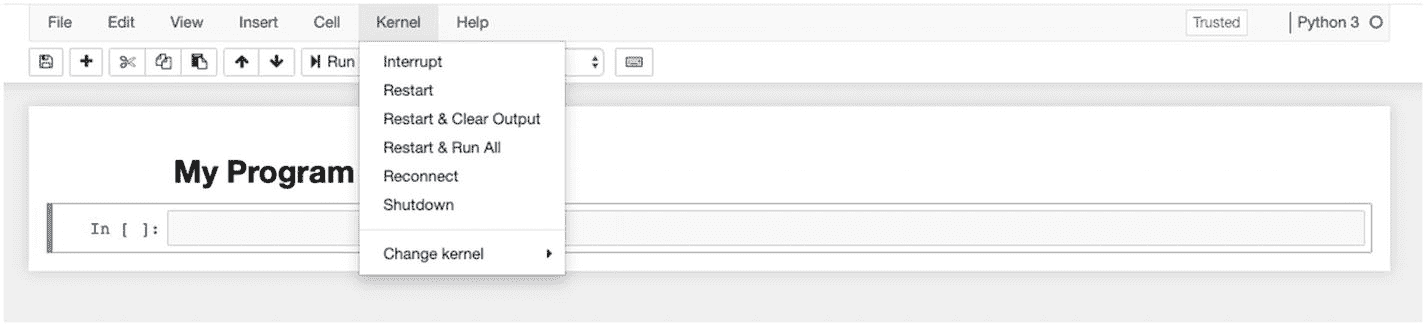 File Edit View Insert Cell Kernel Help Trusted Python 3
Run
Interrupt
Restart
Restart & Clear Output
Restart & Run All
Reconnect
Shutdown
Change kernel
My Program
In [ ]: